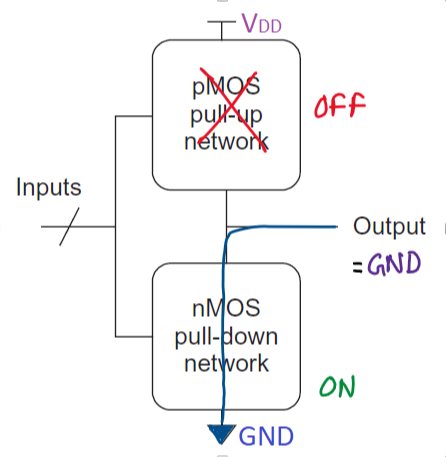 VDD
pMOS
pull-up
network
OFF
Inputs
Output
= GND
nMOS
pull-down
network
ON
GND